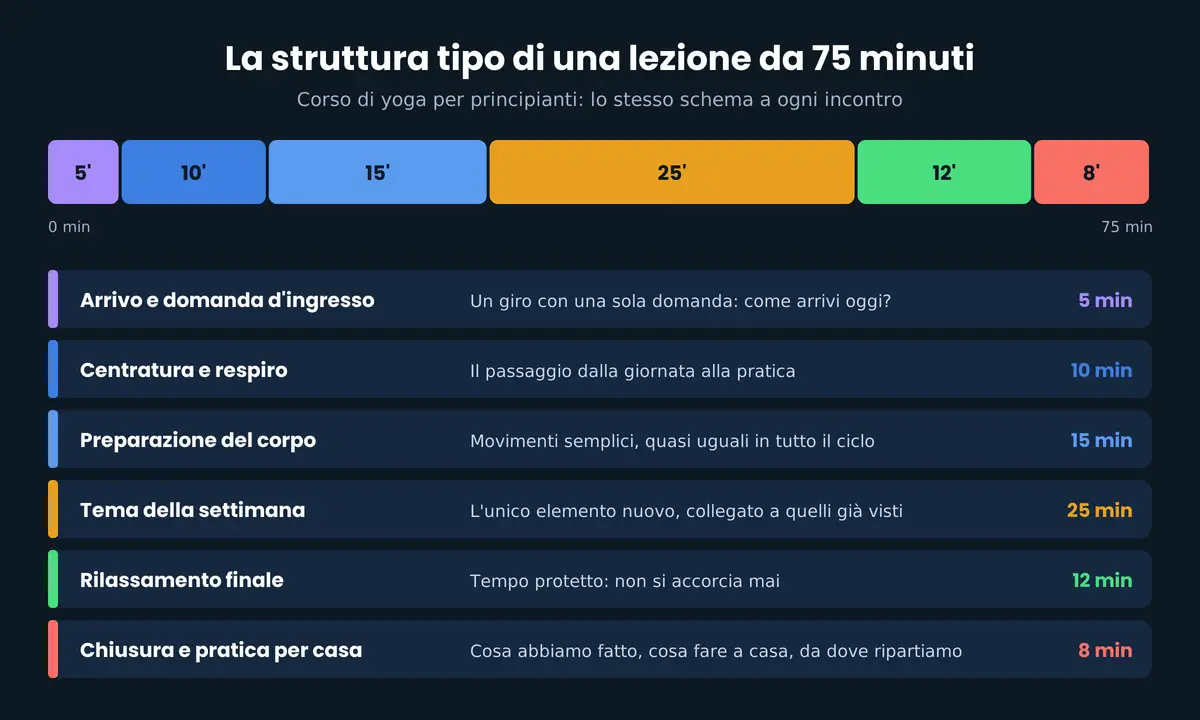 La struttura tipo di una lezione da 75 minuti
Corso di yoga per principianti: lo stesso schema a ogni incontro
5' 10' 15' 25' 12' 8'
0 min 75 min
Arrivo e domanda d'ingresso Un giro con una sola domanda: come arrivi oggi? 5 min
Centratura e respiro Il passaggio dalla giornata alla pratica 10 min
Preparazione del corpo Movimenti semplici, quasi uguali in tutto il ciclo 15 min
Tema della settimana L'unico elemento nuovo, collegato a quelli già visti 25 min
Rilassamento finale Tempo protetto: non si accorcia mai 12 min
Chiusura e pratica per casa Cosa abbiamo fatto, cosa fare a casa, da dove ripartiamo 8 min